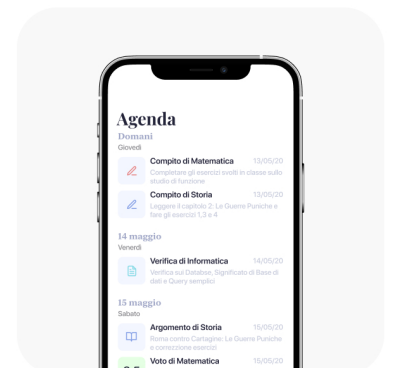 Agenda
Domani
Giovedì
Compito di Matematica 13/05/20
Completare gli esercizi svolti in classe sullo
studio di funzione
Compito di Storia 13/05/20
Leggere il capitolo 2, Le Guerre Puniche e
fare gli esercizi 1,3 e 4
14 maggio
Venerdì
Verifica di Informatica 14/05/20
Verifica sui Databse, Significato di Base di
dati e Query semplici
15 maggio
Sabato
Argomento di Storia 15/05/20
Roma contro Cartagine: Le Guerre Puniche
e correzzione esercizi
Voto di Matematica 15/05/20